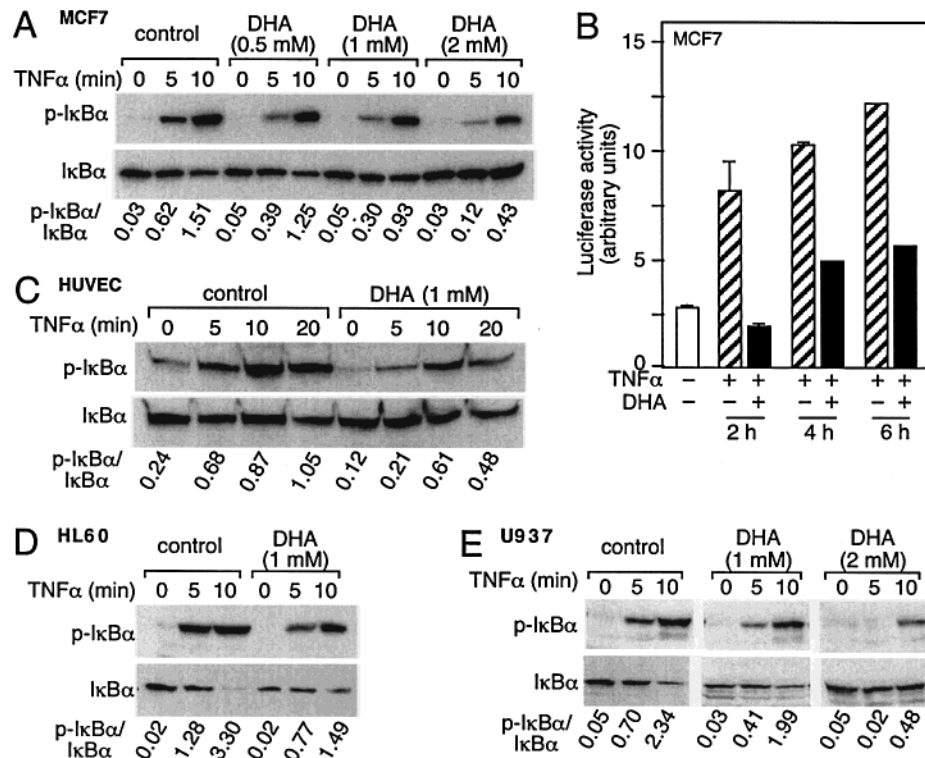 A MCF7
control
DHA (0.5 mM)
DHA (1 mM)
DHA (2 mM)
TNFα (min) 0 5 10 0 5 10 0 5 10 0 5 10
p-IκBα
IκBα
p-IκBα/ IκBα 0.03 0.62 1.51 0.05 0.39 1.25 0.05 0.30 0.93 0.03 0.12 0.43
B
MCF7
Luciferase activity
(arbitrary units)
15
10
5
0
TNFα − + + + + + +
DHA − − + − + − +
2 h 4 h 6 h
C HUVEC
control DHA (1 mM)
TNFα (min) 0 5 10 20 0 5 10 20
p-IκBα
IκBα
p-IκBα/ IκBα 0.24 0.68 0.87 1.05 0.12 0.21 0.61 0.48
D HL60
control
DHA (1 mM)
TNFα (min) 0 5 10 0 5 10
p-IκBα
IκBα
p-IκBα/ IκBα 0.02 1.28 3.30 0.02 0.77 1.49
E U937
control
DHA (1 mM)
DHA (2 mM)
TNFα (min) 0 5 10 0 5 10 0 5 10
p-IκBα
IκBα
p-IκBα/ IκBα 0.05 0.70 2.34 0.03 0.41 1.99 0.05 0.02 0.48